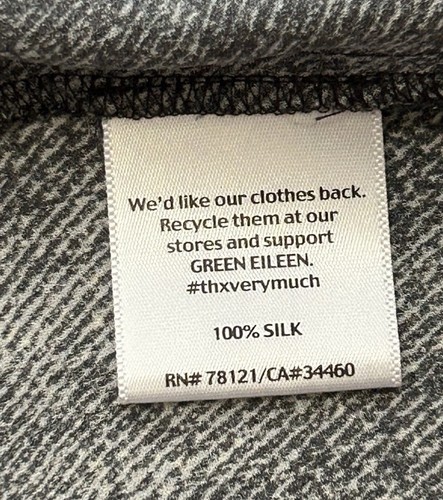 We'd like our clothes back.
Recycle them at our
stores and support
GREEN EILEEN.
#thxverymuch
100% SILK
RN# 78121/CA#34460